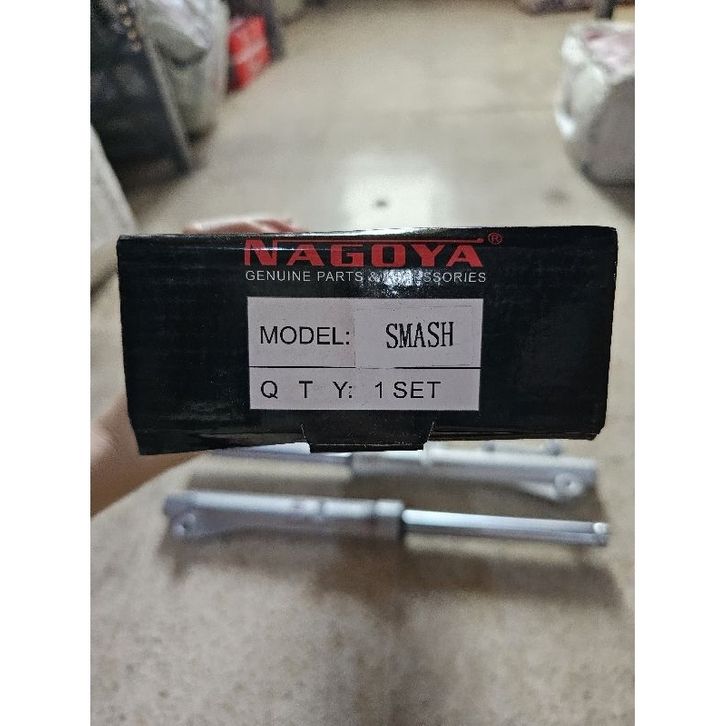 NAGOYA®
GENUINE PARTS & ACCESSORIES
MODEL: SMASH
Q T Y: 1 SET